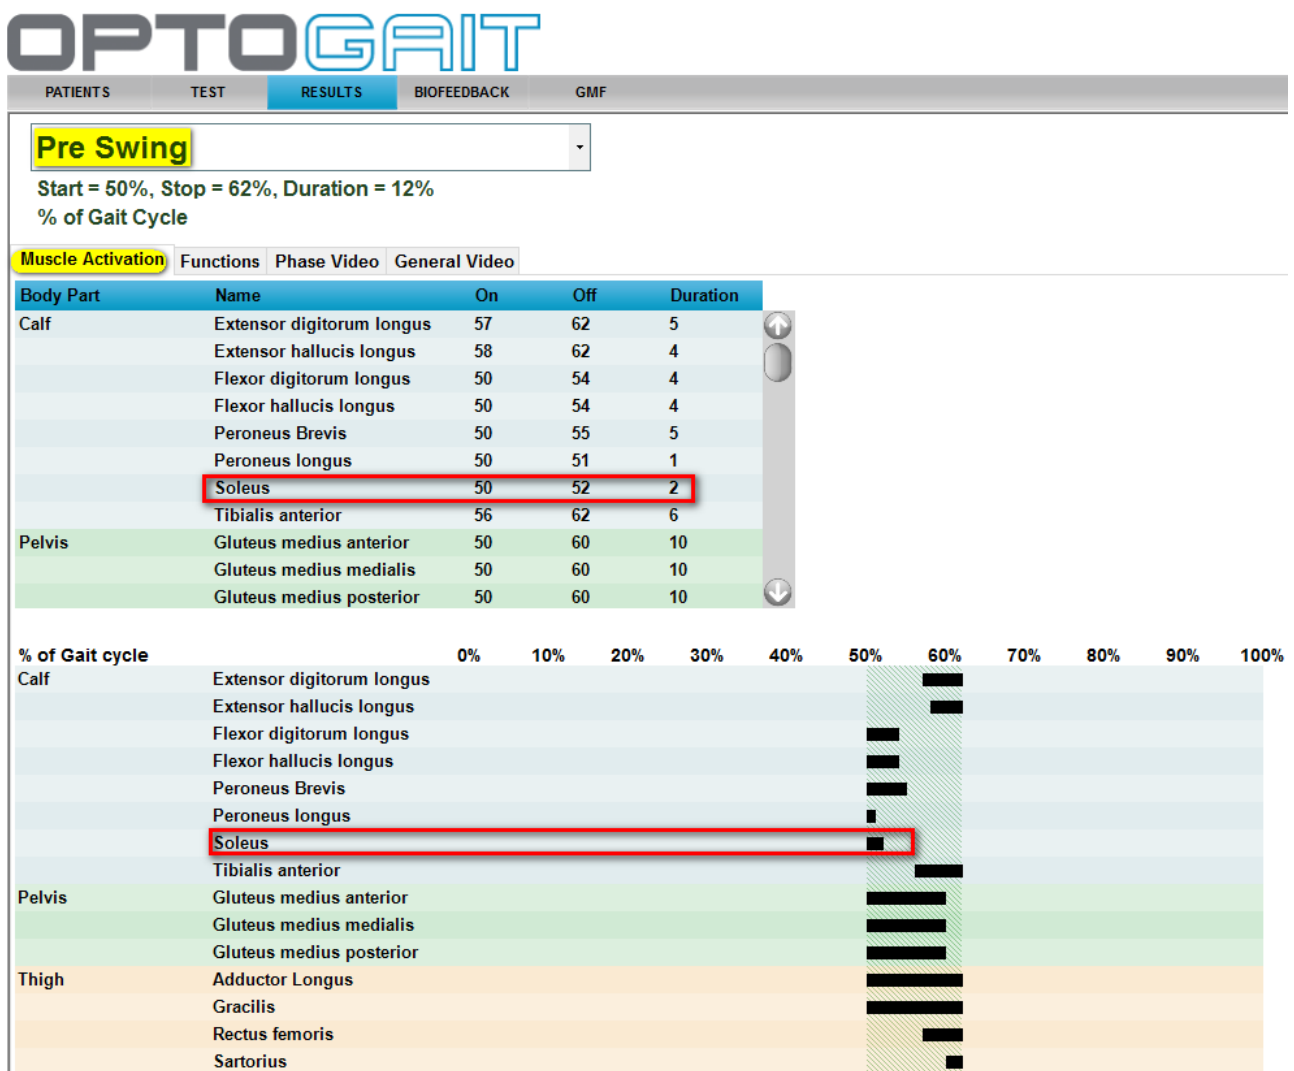 OPTOGAIT
PATIENTS TEST RESULTS BIOFEEDBACK GMF
Pre Swing
Start = 50%, Stop = 62%, Duration = 12%
% of Gait Cycle
Muscle Activation Functions Phase Video General Video
Body Part Name On Off Duration
Calf Extensor digitorum longus 57 62 5
Extensor hallucis longus 58 62 4
Flexor digitorum longus 50 54 4
Flexor hallucis longus 50 54 4
Peroneus Brevis 50 55 5
Peroneus longus 50 51 1
Soleus 50 52 2
Tibialis anterior 56 62 6
Pelvis Gluteus medius anterior 50 60 10
Gluteus medius medialis 50 60 10
Gluteus medius posterior 50 60 10
% of Gait cycle 0% 10% 20% 30% 40% 50% 60% 70% 80% 90% 100%
Calf Extensor digitorum longus
Extensor hallucis longus
Flexor digitorum longus
Flexor hallucis longus
Peroneus Brevis
Peroneus longus
Soleus
Tibialis anterior
Pelvis Gluteus medius anterior
Gluteus medius medialis
Gluteus medius posterior
Thigh Adductor Longus
Gracilis
Rectus femoris
Sartorius